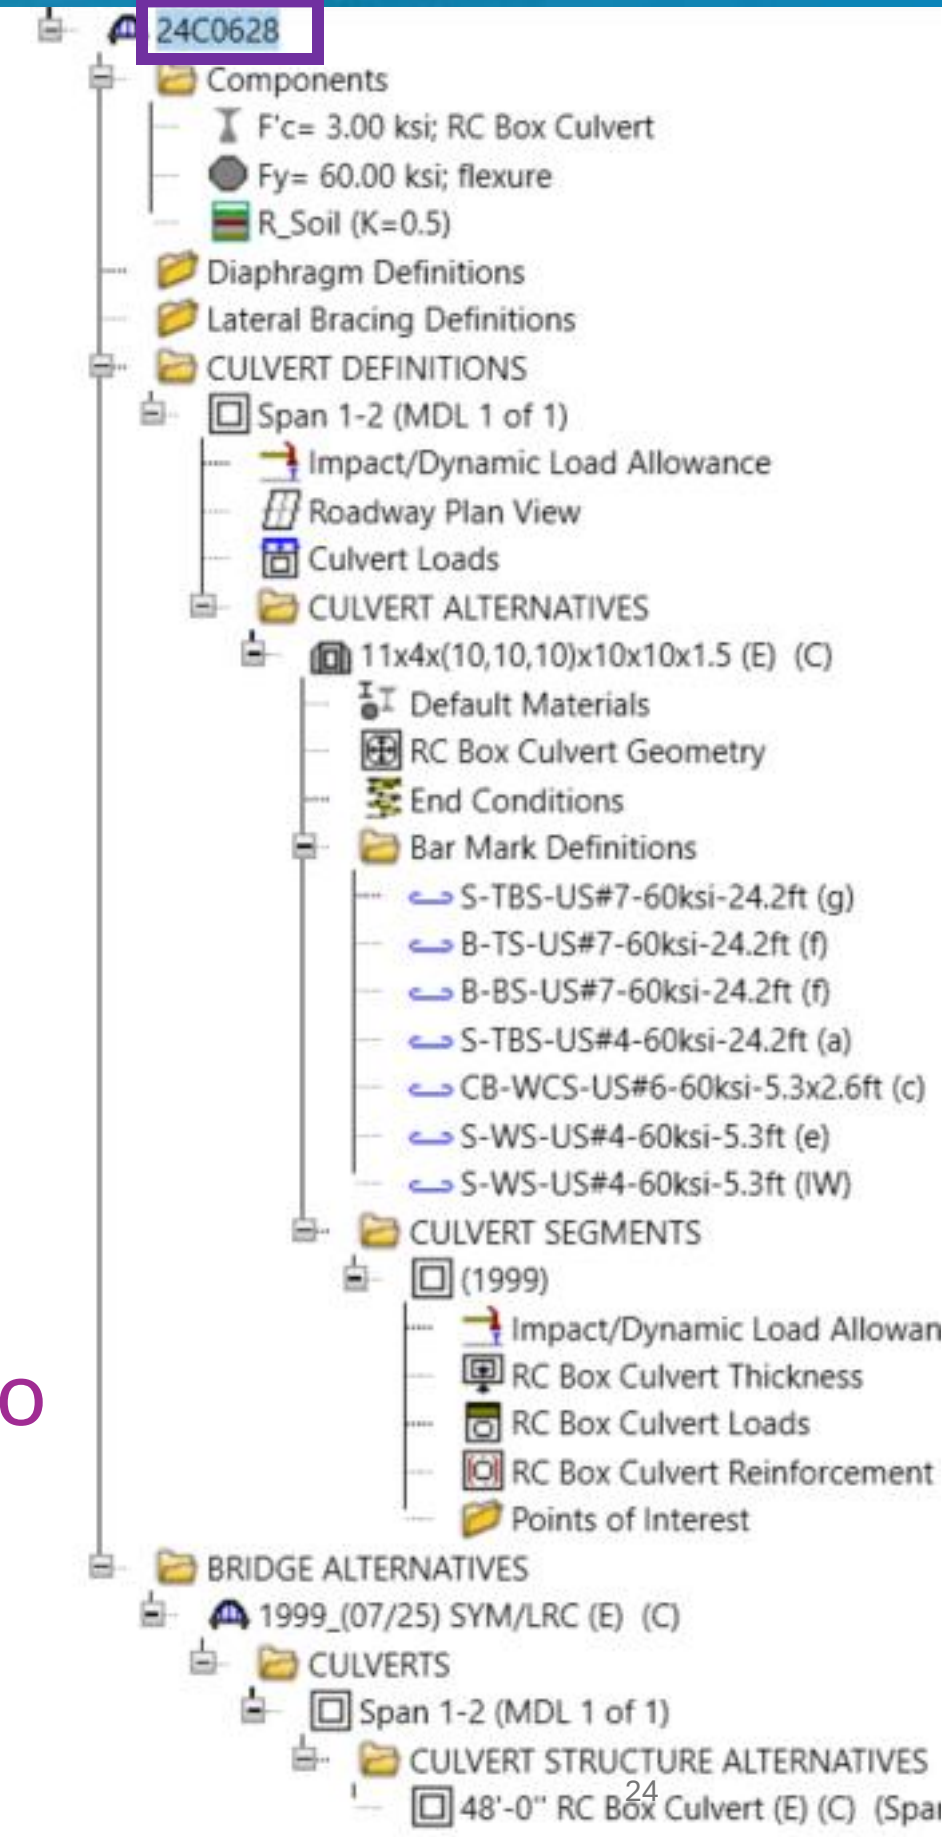 24C0628
Components
F'c= 3.00 ksi; RC Box Culvert
Fy= 60.00 ksi; flexure
R_Soil (K=0.5)
Diaphragm Definitions
Lateral Bracing Definitions
CULVERT DEFINITIONS
Span 1-2 (MDL 1 of 1)
Impact/Dynamic Load Allowance
Roadway Plan View
Culvert Loads
CULVERT ALTERNATIVES
11x4x(10,10,10)x10x10x1.5 (E) (C)
Default Materials
RC Box Culvert Geometry
End Conditions
Bar Mark Definitions
S-TBS-US#7-60ksi-24.2ft (g)
B-TS-US#7-60ksi-24.2ft (f)
B-BS-US#7-60ksi-24.2ft (f)
S-TBS-US#4-60ksi-24.2ft (a)
CB-WCS-US#6-60ksi-5.3x2.6ft (c)
S-WS-US#4-60ksi-5.3ft (e)
S-WS-US#4-60ksi-5.3ft (IW)
CULVERT SEGMENTS
(1999)
Impact/Dynamic Load Allowan
RC Box Culvert Thickness
o
RC Box Culvert Loads
RC Box Culvert Reinforcement
Points of Interest
BRIDGE ALTERNATIVES
1999_(07/25) SYM/LRC (E) (C)
CULVERTS
Span 1-2 (MDL 1 of 1)
CULVERT STRUCTURE ALTERNATIVES
24
48'-0" RC Box Culvert (E) (C) (Span